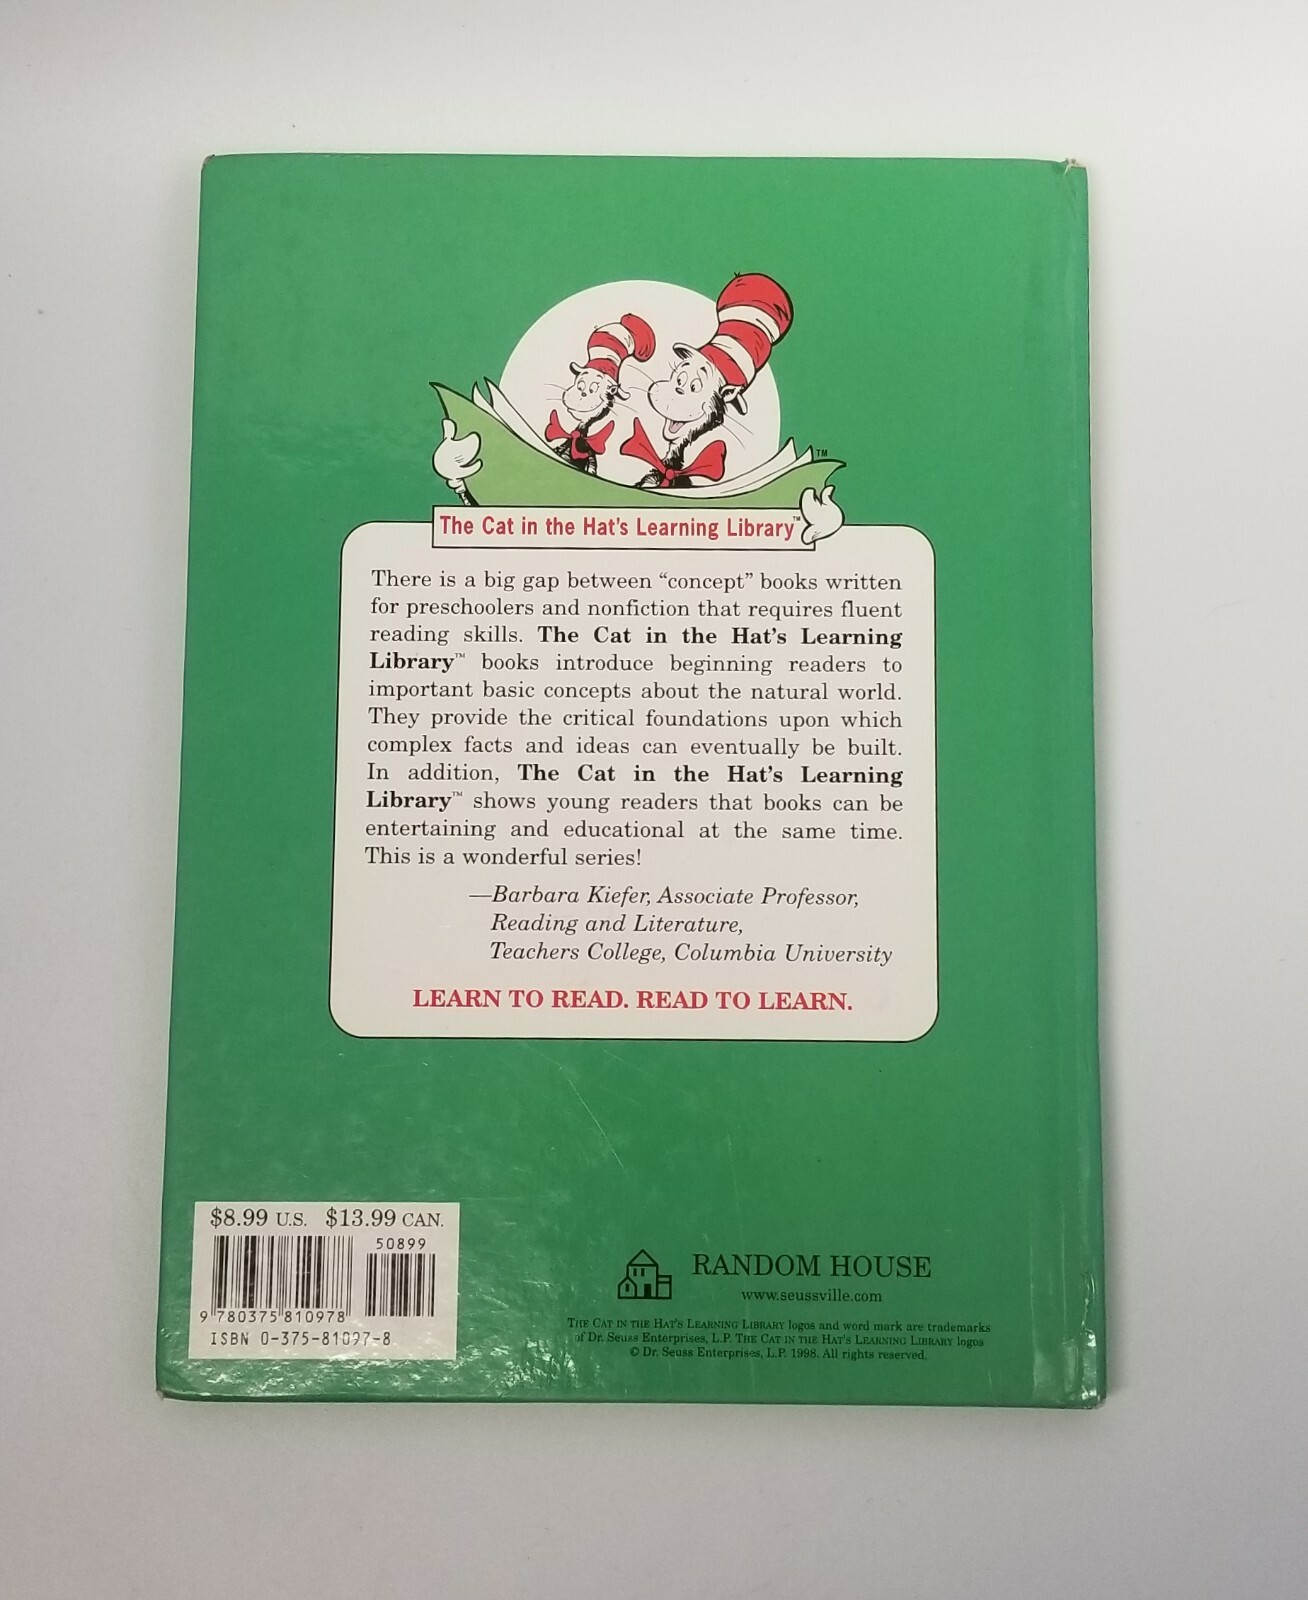 TM
The Cat in the Hat's Learning Library™
There is a big gap between “concept” books written
for preschoolers and nonfiction that requires fluent
reading skills. The Cat in the Hat's Learning
Library™ books introduce beginning readers to
important basic concepts about the natural world.
They provide the critical foundations upon which
complex facts and ideas can eventually be built.
In addition, The Cat in the Hat's Learning
Library™ shows young readers that books can be
entertaining and educational at the same time.
This is a wonderful series!
—Barbara Kiefer, Associate Professor,
Reading and Literature,
Teachers College, Columbia University
LEARN TO READ. READ TO LEARN.
$8.99 U.S. $13.99 CAN.
50899
9 780375 810978
ISBN 0-375-81097-8
RANDOM HOUSE
www.seussville.com
THE CAT IN THE HAT'S LEARNING LIBRARY logos and word mark are trademarks
of Dr. Seuss Enterprises, L.P. THE CAT IN THE HAT'S LEARNING LIBRARY logos
© Dr. Seuss Enterprises, L.P. 1998. All rights reserved.